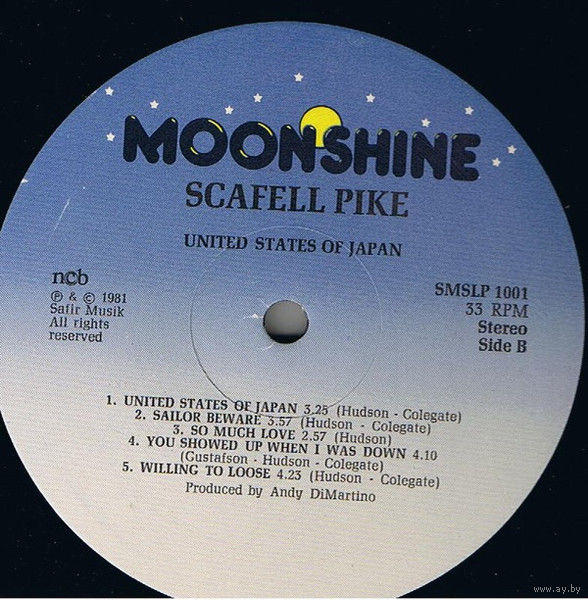 MOONSHINE
SCAFELL PIKE
UNITED STATES OF JAPAN
ncb
℗ & © 1981
Safir Musik
All rights
reserved
SMSLP 1001
33 RPM
Stereo
Side B
1. UNITED STATES OF JAPAN 3.25 (Hudson - Colegate)
2. SAILOR BEWARE 3.57 (Hudson - Colegate)
3. SO MUCH LOVE 2.57 (Hudson)
4. YOU SHOWED UP WHEN I WAS DOWN 4.10
(Gustafson - Hudson - Colegate)
5. WILLING TO LOOSE 4.23 (Hudson - Colegate)
Produced by Andy DiMartino
www.ay.by